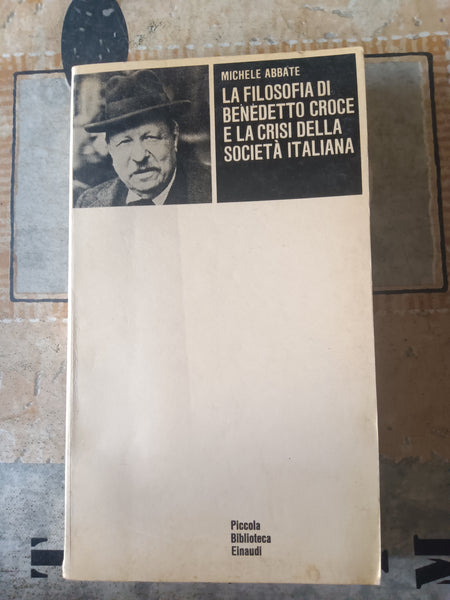 MICHELE ABBATE
LA FILOSOFIA DI
BENEDETTO CROCE
E LA CRISI DELLA
SOCIETÀ ITALIANA
Piccola
Biblioteca
Einaudi
T
M